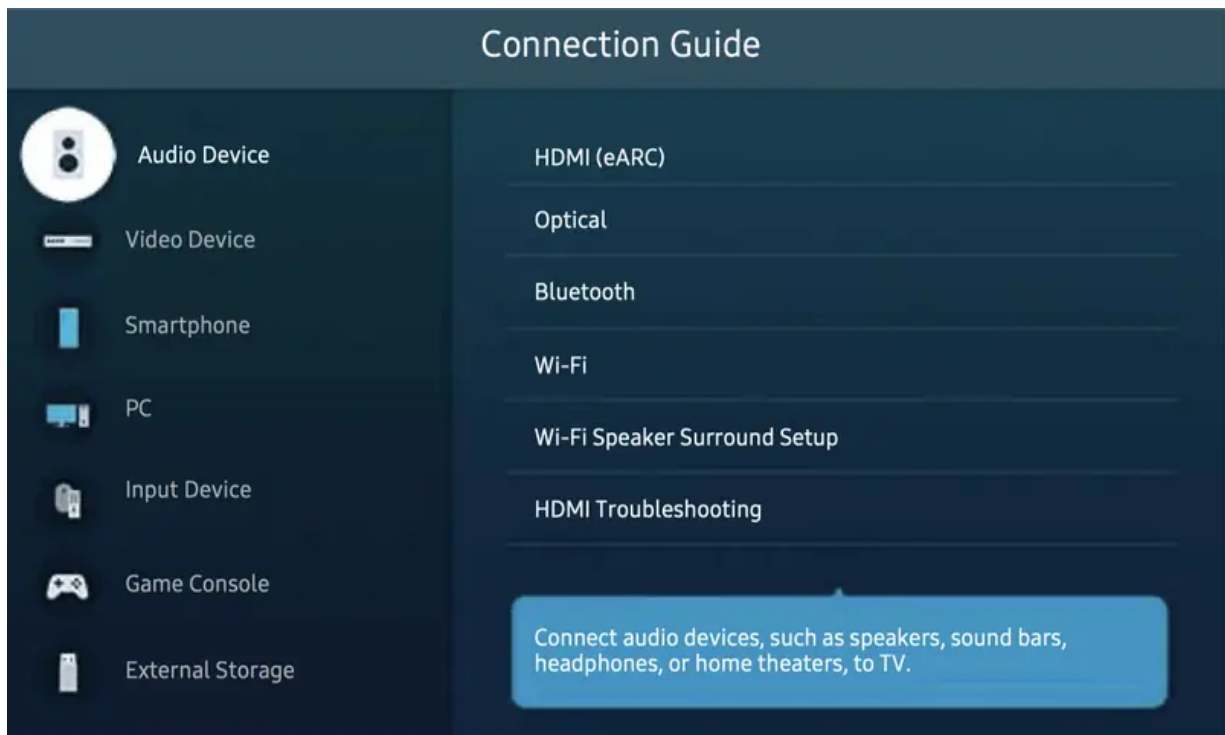 Connection Guide
Audio Device
Video Device
Smartphone
PC
Input Device
Game Console
External Storage
HDMI (eARC)
Optical
Bluetooth
Wi-Fi
Wi-Fi Speaker Surround Setup
HDMI Troubleshooting
Connect audio devices, such as speakers, sound bars,
headphones, or home theaters, to TV.